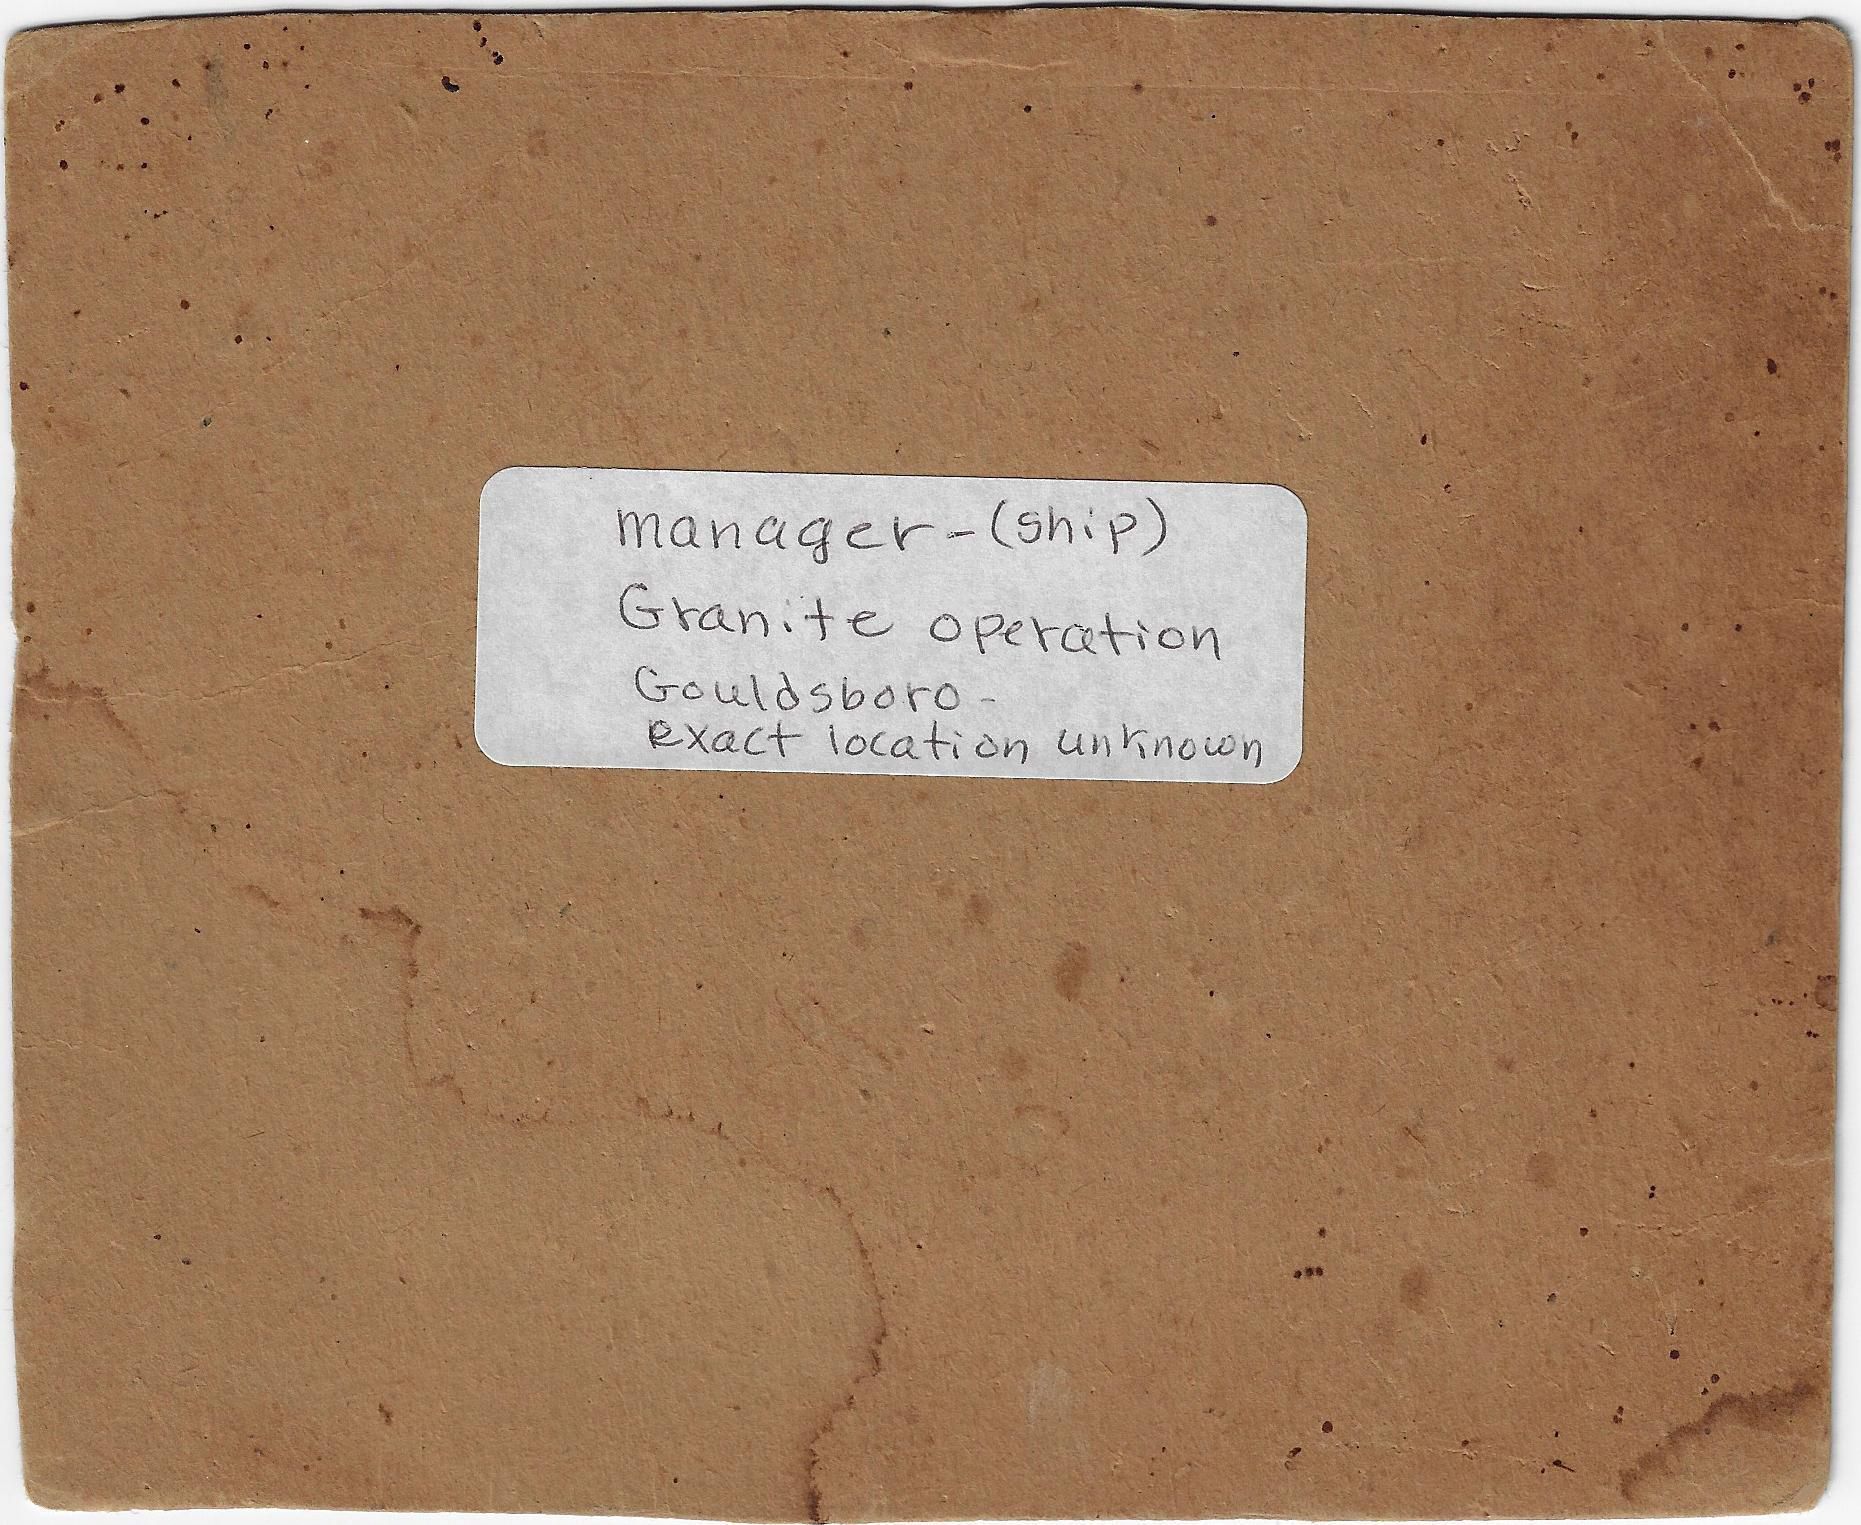 manager - (ship)
Granite operation
Gouldsboro -
exact location unknown